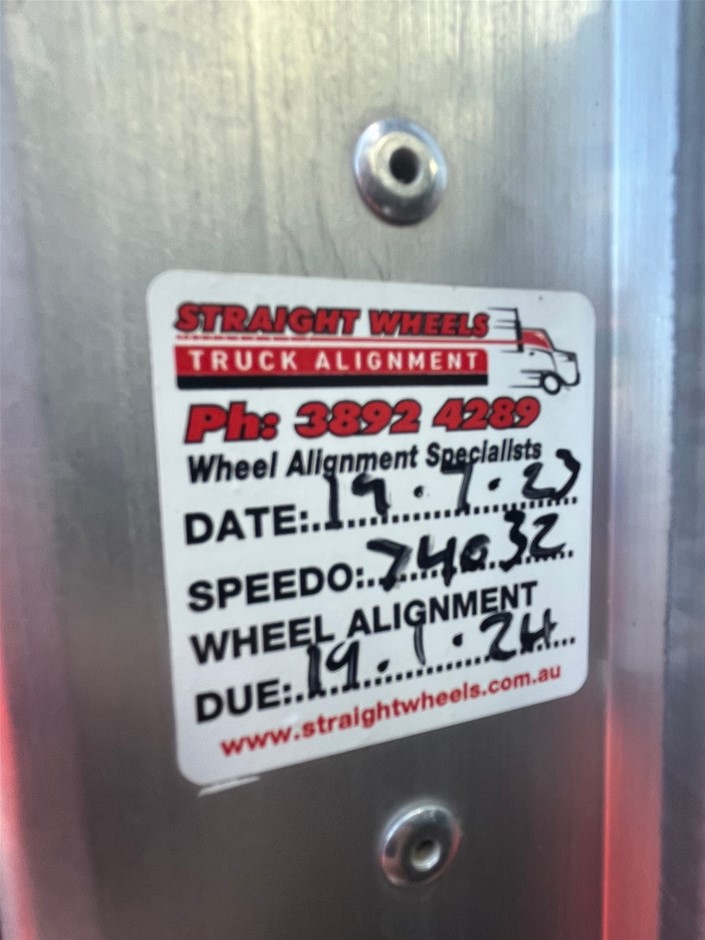 STRAIGHT WHEELS
TRUCK ALIGNMENT
Ph: 3892 4289
Wheel Alignment Specialists
DATE:..19.7.23
SPEEDO:..74032
WHEEL ALIGNMENT
DUE:..19.1.24
www.straightwheels.com.au